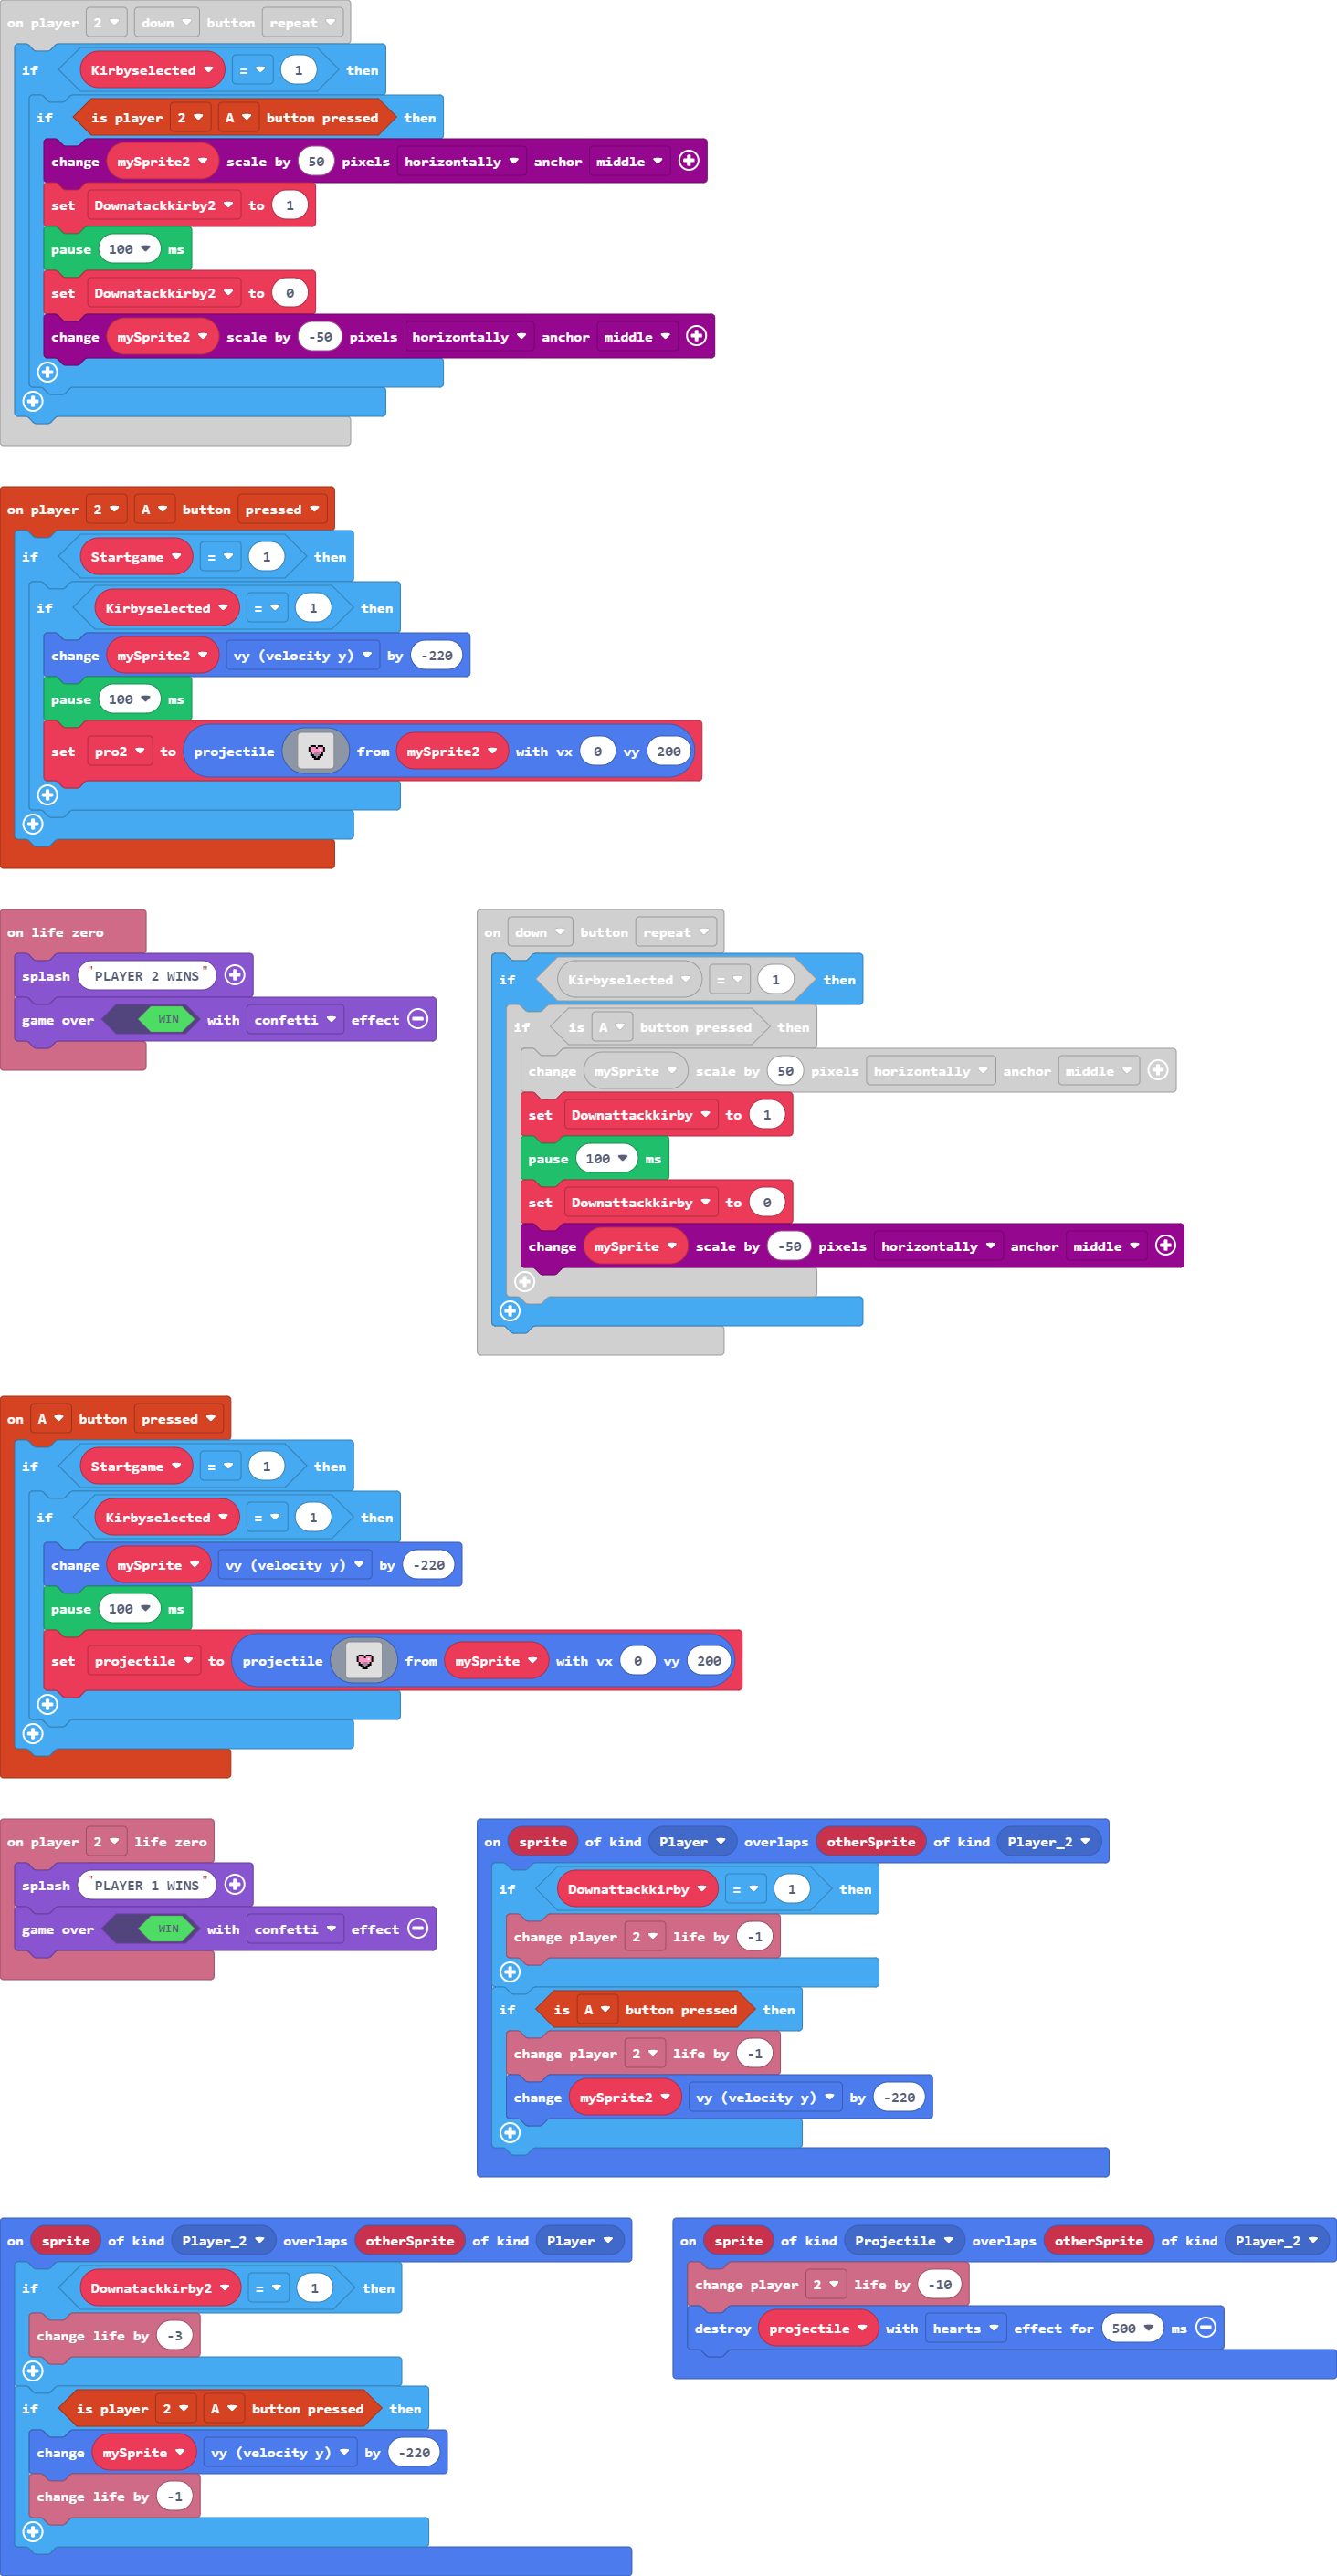 on player 2 down button repeat
if Kirbyselected = 1 then
if is player 2 A button pressed then
change mySprite2 scale by 50 pixels horizontally anchor middle
set Downatackkirby2 to 1
pause 100 ms
set Downatackkirby2 to 0
change mySprite2 scale by -50 pixels horizontally anchor middle
on player 2 A button pressed
if Startgame = 1 then
if Kirbyselected = 1 then
change mySprite2 vy (velocity y) by -220
pause 100 ms
set pro2 to projectile from mySprite2 with vx 0 vy 200
on life zero
splash "PLAYER 2 WINS"
game over WIN with confetti effect
on down button repeat
if Kirbyselected = 1 then
if is A button pressed then
change mySprite scale by 50 pixels horizontally anchor middle
set Downattackkirby to 1
pause 100 ms
set Downattackkirby to 0
change mySprite scale by -50 pixels horizontally anchor middle
on A button pressed
if Startgame = 1 then
if Kirbyselected = 1 then
change mySprite vy (velocity y) by -220
pause 100 ms
set projectile to projectile from mySprite with vx 0 vy 200
on player 2 life zero
splash "PLAYER 1 WINS"
game over WIN with confetti effect
on sprite of kind Player overlaps otherSprite of kind Player_2
if Downattackkirby = 1 then
change player 2 life by -1
if is A button pressed then
change player 2 life by -1
change mySprite2 vy (velocity y) by -220
on sprite of kind Player_2 overlaps otherSprite of kind Player
if Downatackkirby2 = 1 then
change life by -3
if is player 2 A button pressed then
change mySprite vy (velocity y) by -220
change life by -1
on sprite of kind Projectile overlaps otherSprite of kind Player_2
change player 2 life by -10
destroy projectile with hearts effect for 500 ms